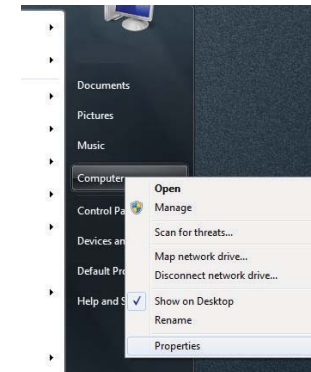 Documents
Pictures
Music
Computer
Control Pa
Devices an
Default Pro
Help and S
Open
Manage
Scan for threats...
Map network drive...
Disconnect network drive...
Show on Desktop
Rename
Properties